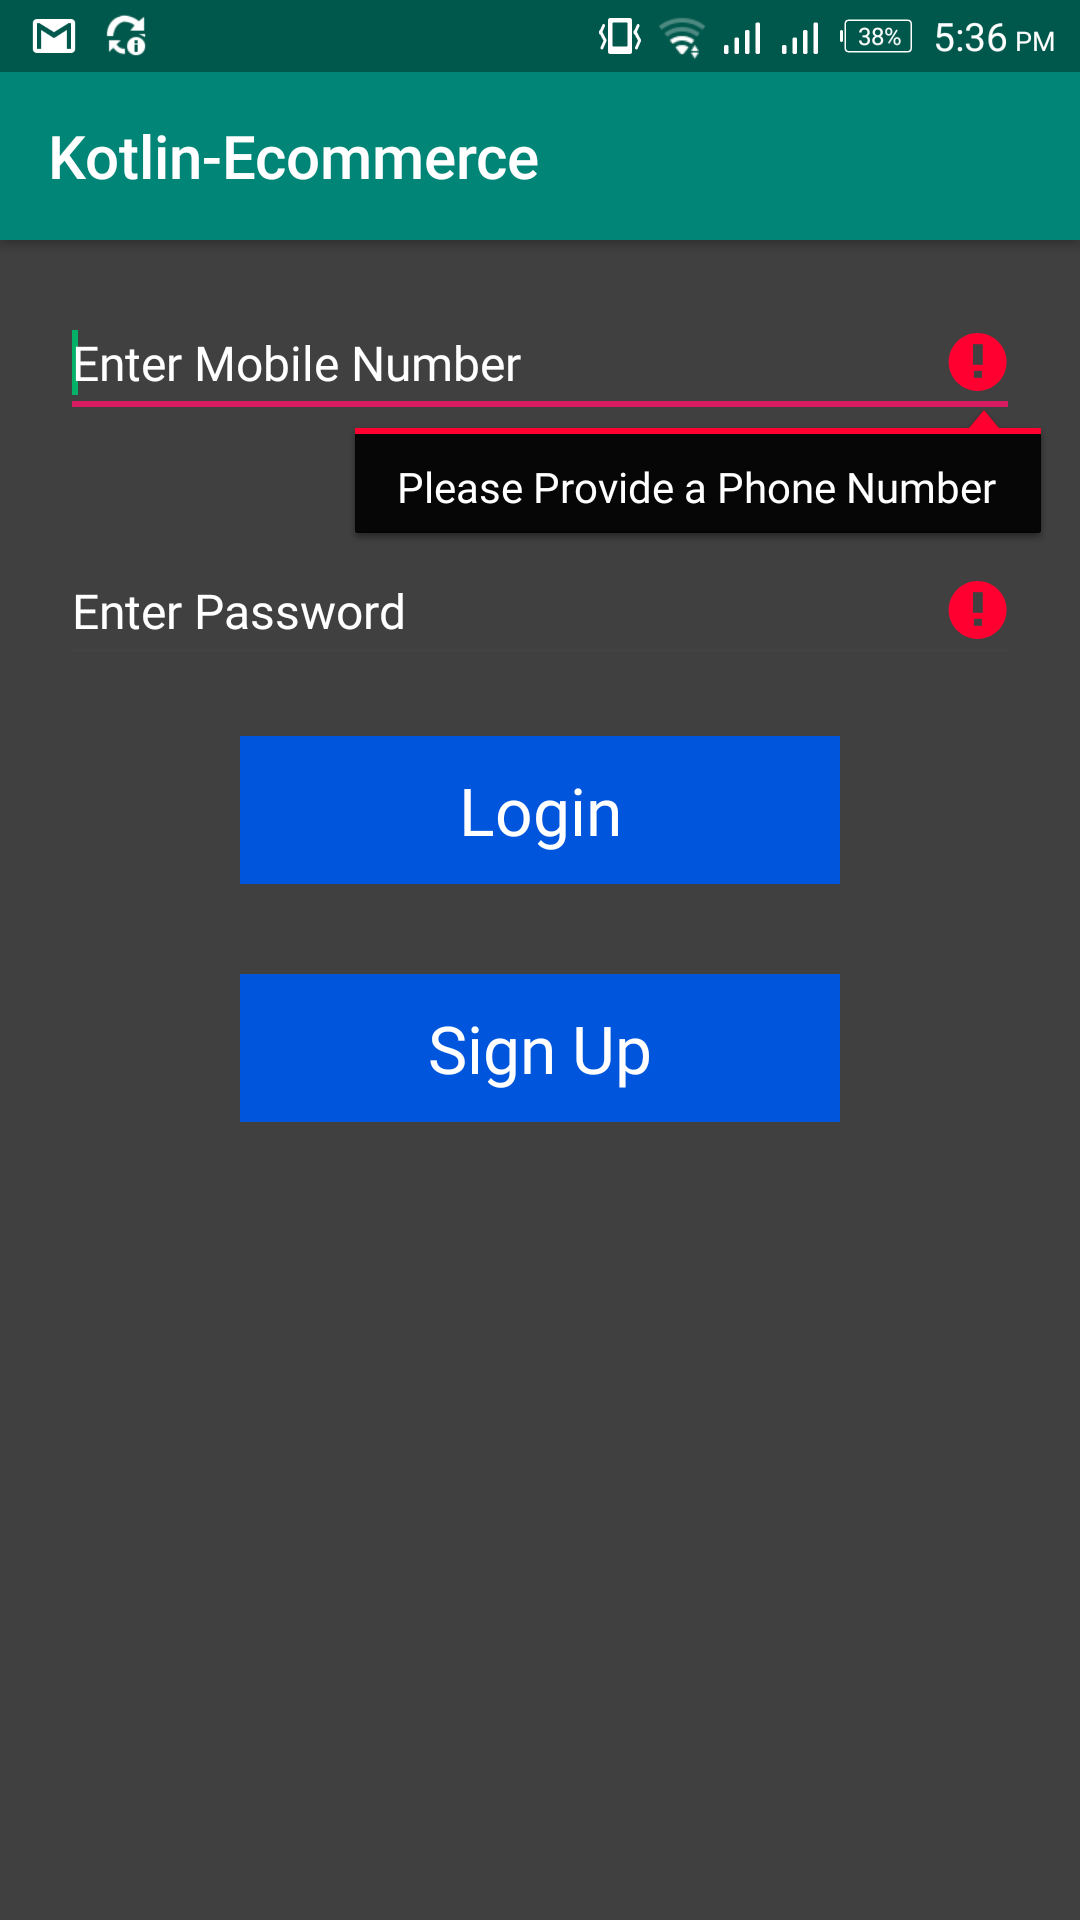 38% 5:36 PM
Kotlin-Ecommerce
Enter Mobile Number
Please Provide a Phone Number
Enter Password
Login
Sign Up